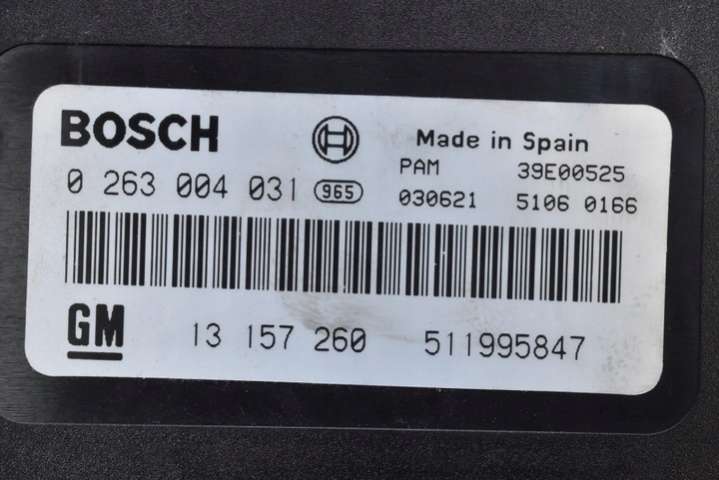 BOSCH
Made in Spain
PAM 39E00525
0 263 004 031 965
030621 5106 0166
GM 13 157 260 511995847